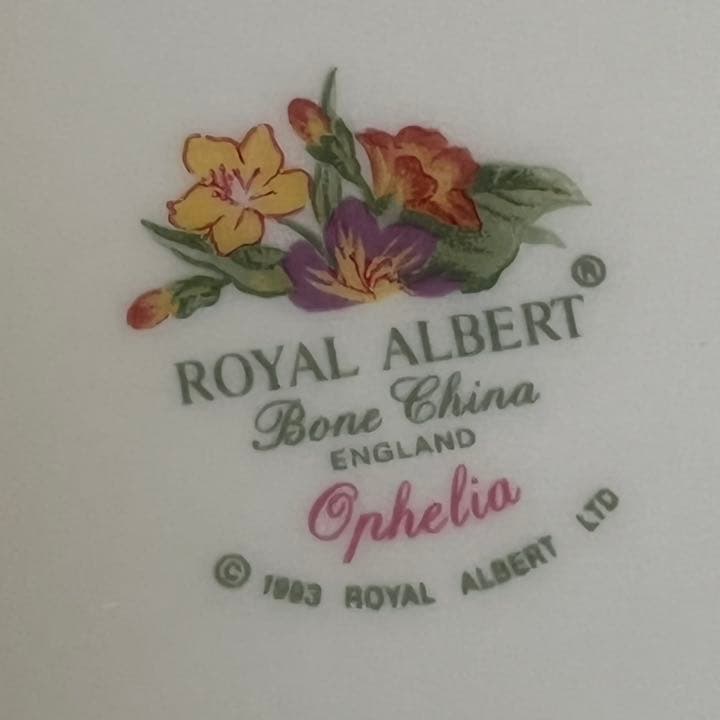 ROYAL ALBERT ®
Bone China
ENGLAND
Ophelia
© 1993 ROYAL ALBERT LTD